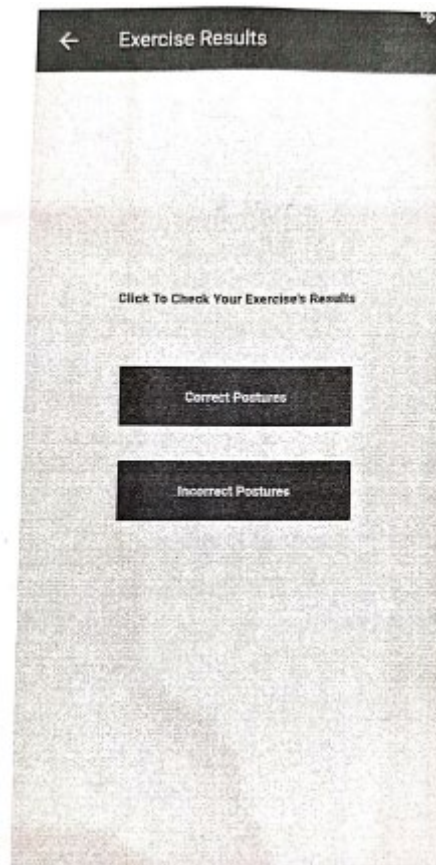 Exercise Results
Click To Check Your Exercise's Results
Correct Postures
Incorrect Postures